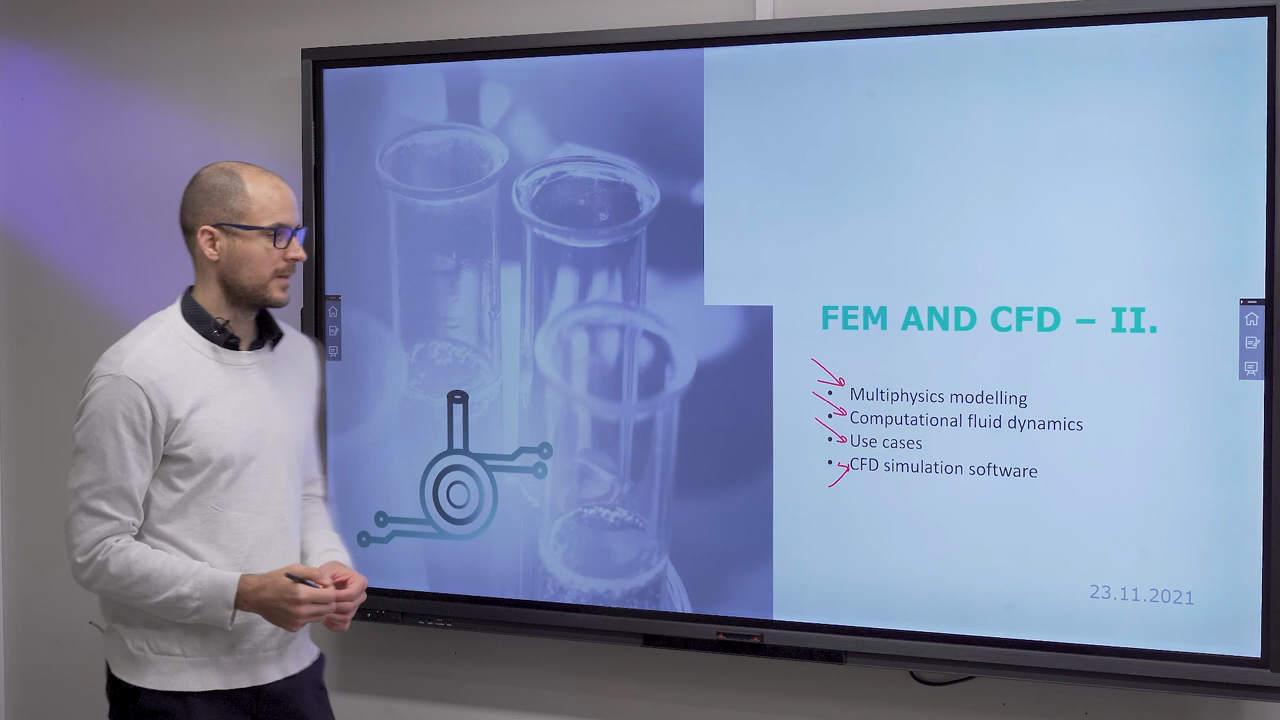 FEM AND CFD – II.
• Multiphysics modelling
• Computational fluid dynamics
• Use cases
• CFD simulation software
23.11.2021